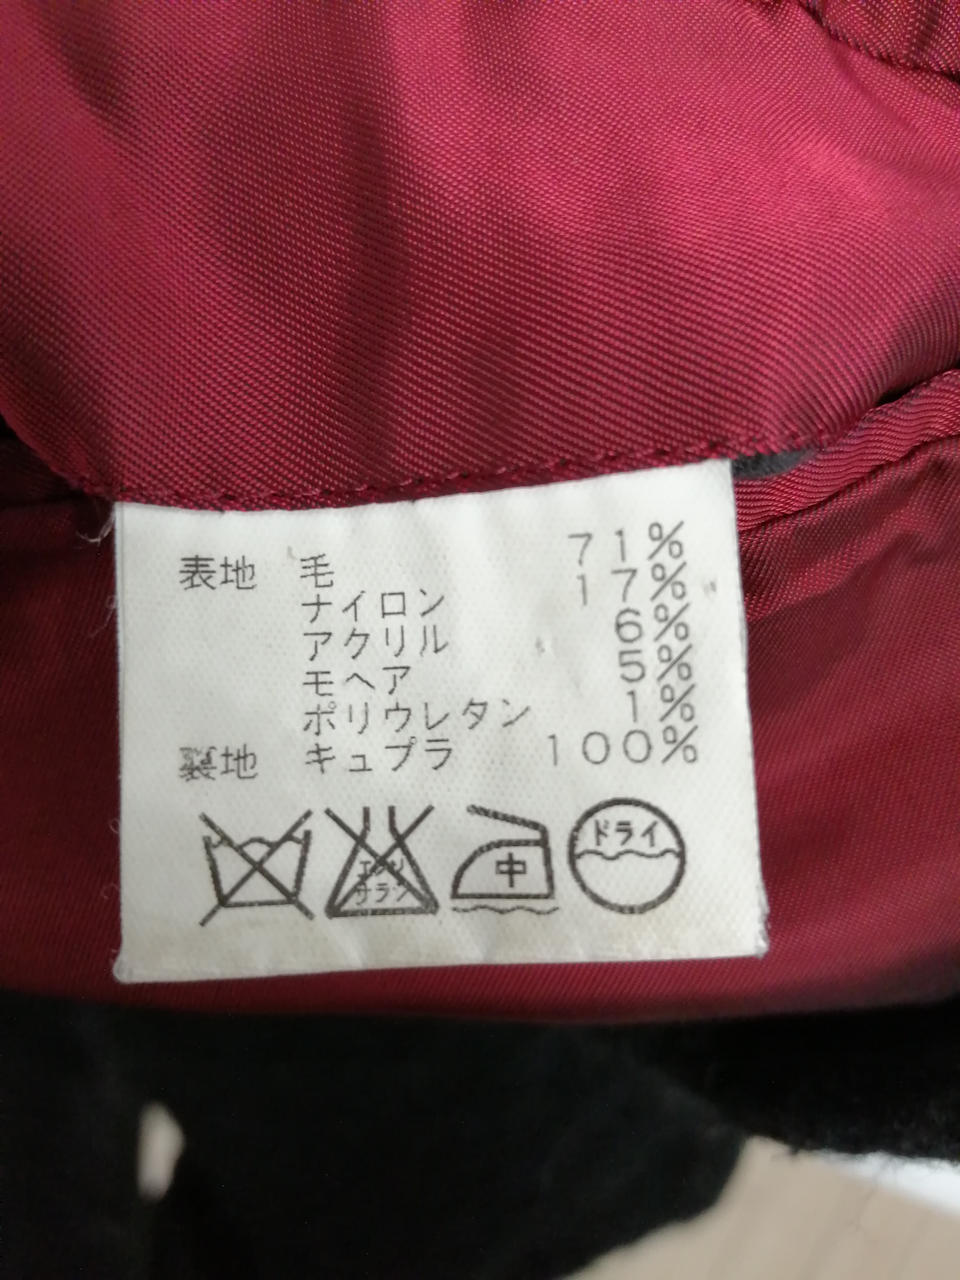 表地 毛 71%
ナイロン 17%
アクリル 6%
モヘア 5%
ポリウレタン 1%
裏地 キュプラ 100%
エンソ
サラシ
中
ドライ